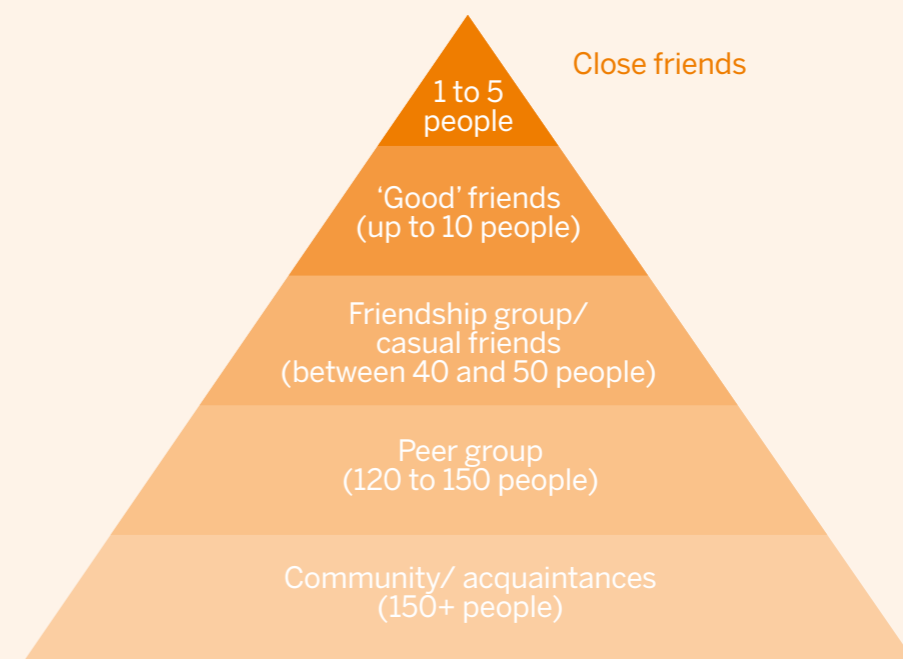 Close friends
1 to 5
people
‘Good’ friends
(up to 10 people)
Friendship group/
casual friends
(between 40 and 50 people)
Peer group
(120 to 150 people)
Community/ acquaintances
(150+ people)